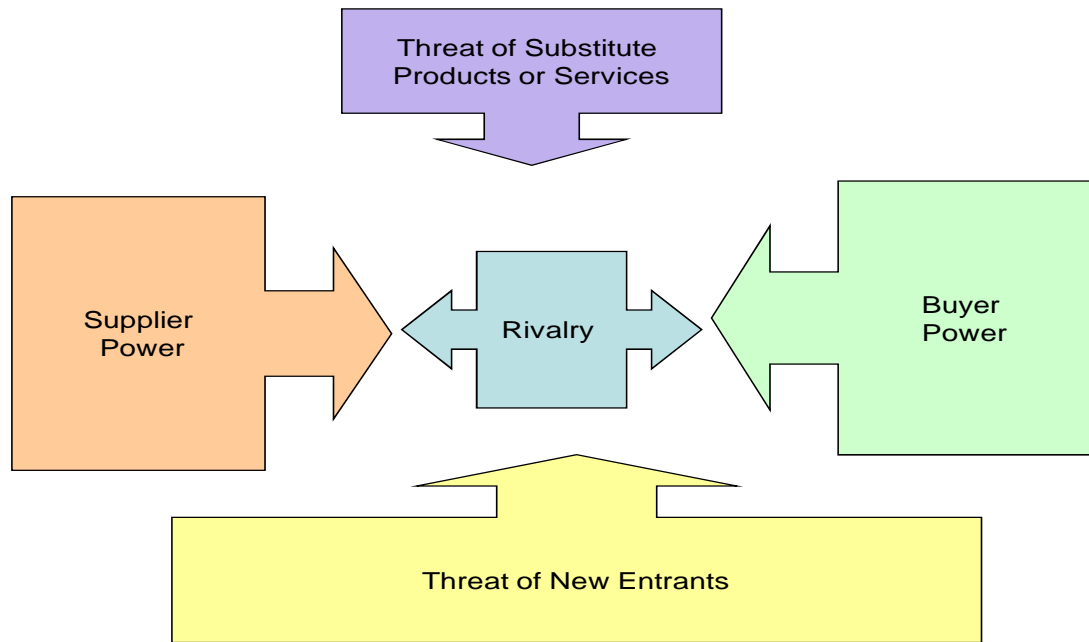 Threat of Substitute
Products or Services
Supplier
Power
Rivalry
Buyer
Power
Threat of New Entrants